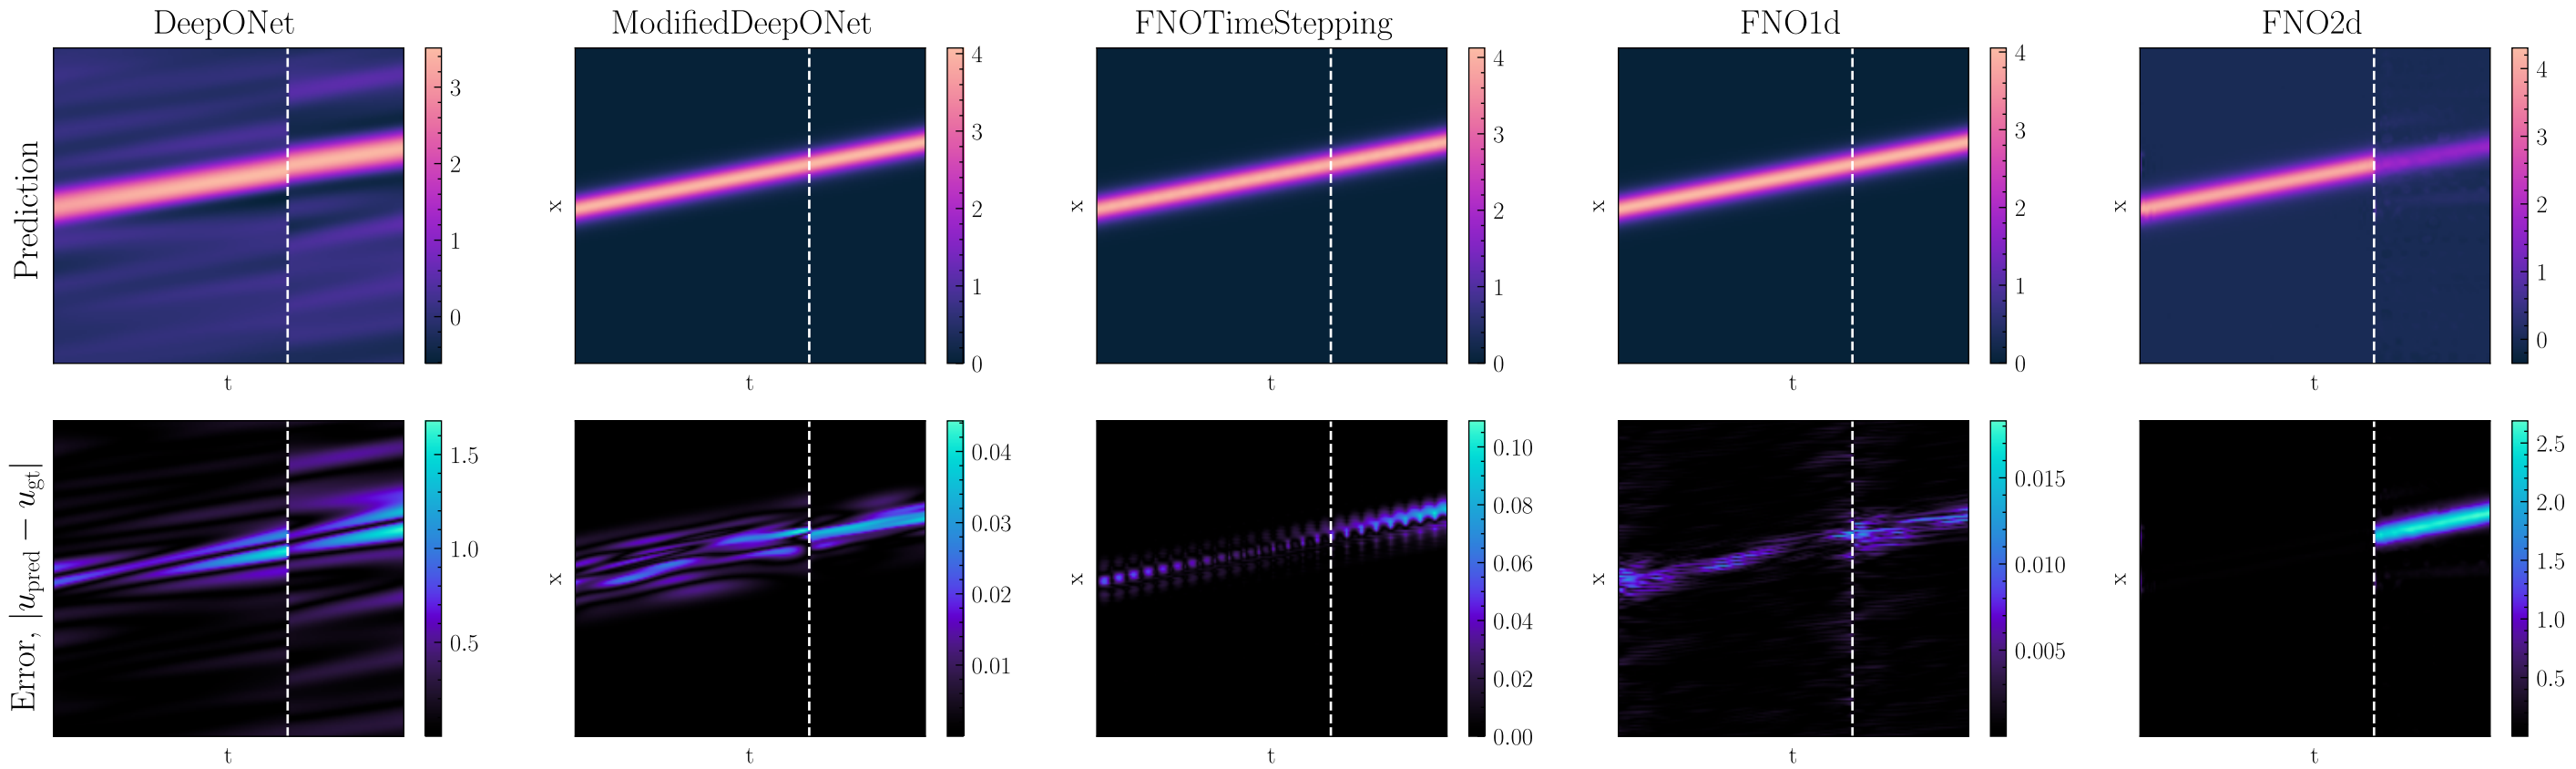 DeepONet
ModifiedDeepONet
FNOTimeStepping
FNO1d
FNO2d
Prediction
3
2
1
0
t
x
4
3
2
1
0
t
x
4
3
2
1
0
t
x
4
3
2
1
0
t
x
4
3
2
1
0
t
Error, |u_pred − u_gt|
1.5
1.0
0.5
t
x
0.04
0.03
0.02
0.01
t
x
0.10
0.08
0.06
0.04
0.02
0.00
t
x
0.015
0.010
0.005
t
x
2.5
2.0
1.5
1.0
0.5
t